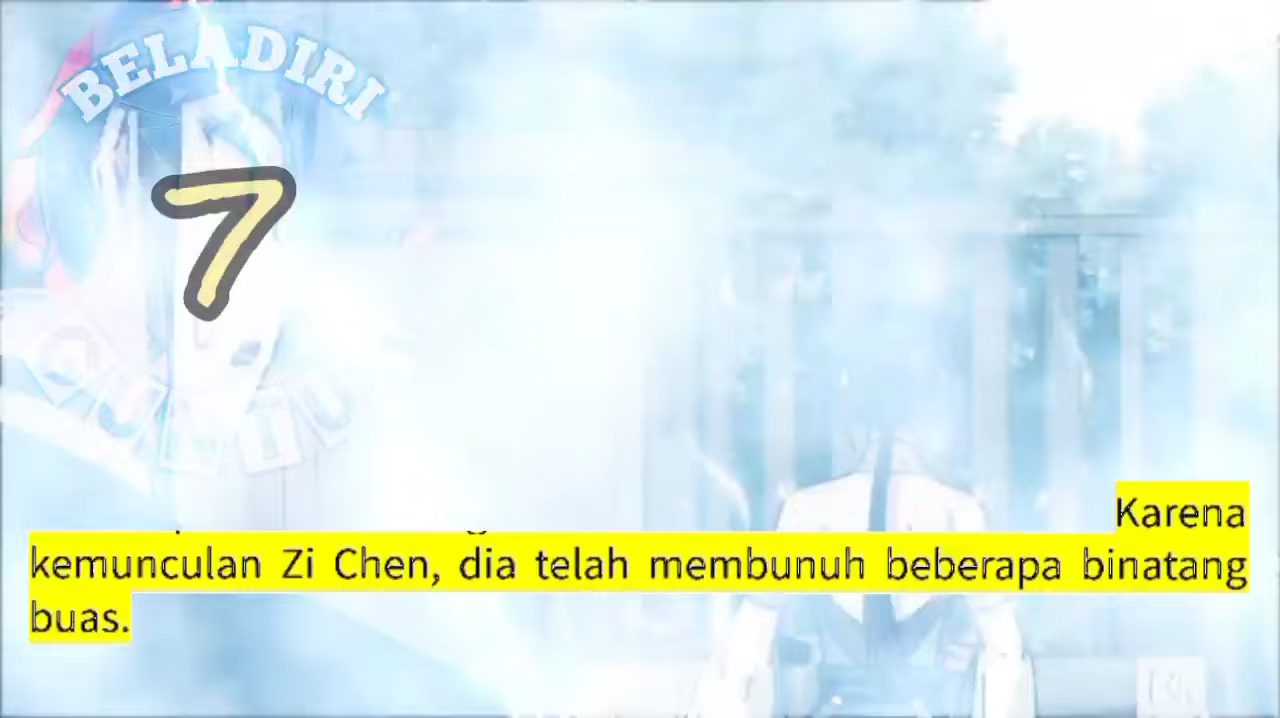 BELADIRI
7
Karena
kemunculan Zi Chen, dia telah membunuh beberapa binatang
buas.